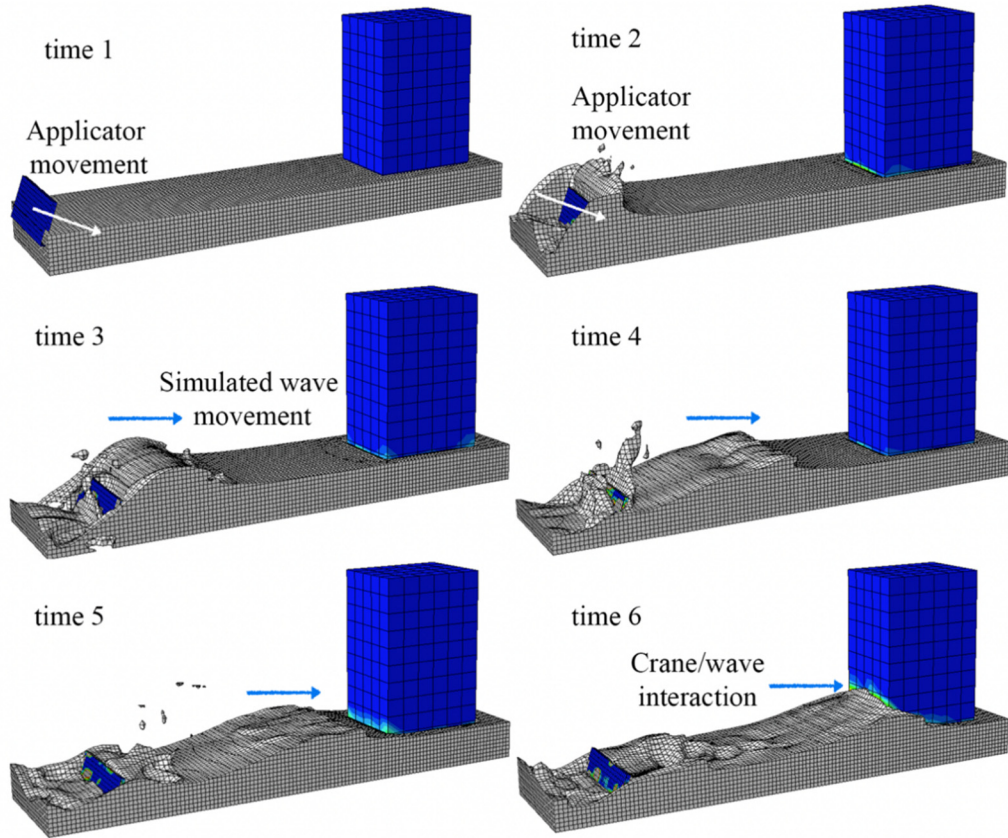 time 1
Applicator
movement
time 2
Applicator
movement
time 3
Simulated wave
movement
time 4
time 5
time 6
Crane/wave
interaction